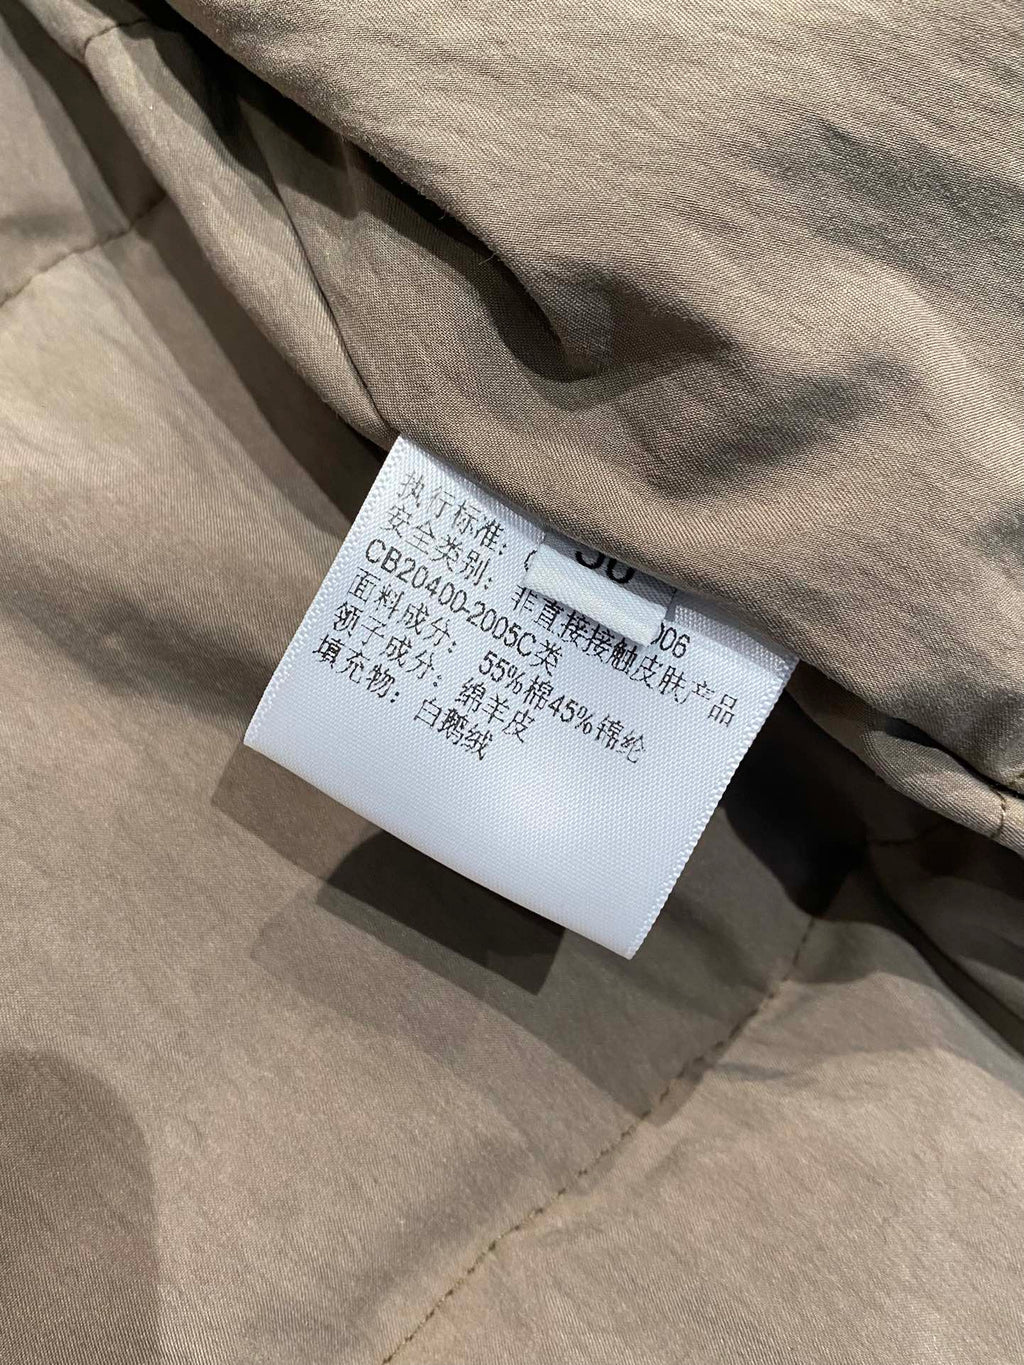 执行标准:
006
安全类别: 非直接接触皮肤产品
CB20400-2005C类
面料成分: 55%棉45%锦纶
领子成分: 绵羊皮
填充物: 白鹅绒